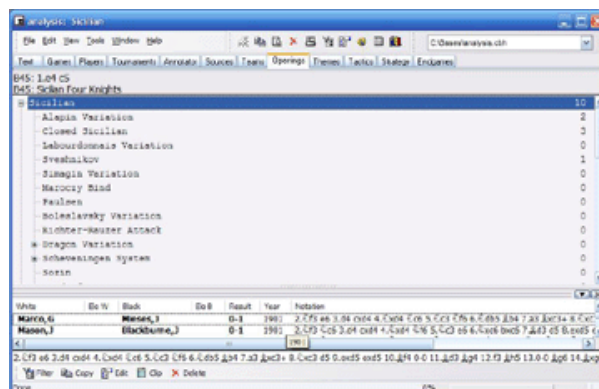 analysis: Sicilian
File Edit View Tools Window Help
C:\Bases\analysis.cbh
Text Games Players Tournaments Annotato Sources Teams Openings Themes Tactics Strategy Endgames
B45: 1.e4 c5
B45: Sicilian Four Knights
Sicilian 10
Alapin Variation 2
Closed Sicilian 3
Labourdonnais Variation 0
Sveshnikov 1
Simagin Variation 0
Maroczy Bind 0
Paulsen 0
Boleslavsky Variation 0
Richter-Rauzer Attack 0
Dragon Variation 0
Scheveningen System 0
Sozin
White Elo W Black Elo B Result Year Notation
Marco,G Mieses,J 0-1 1901
Mason,J Blackburne,J 0-1 1901
1901
Filter Copy Edit Clip Delete
Done